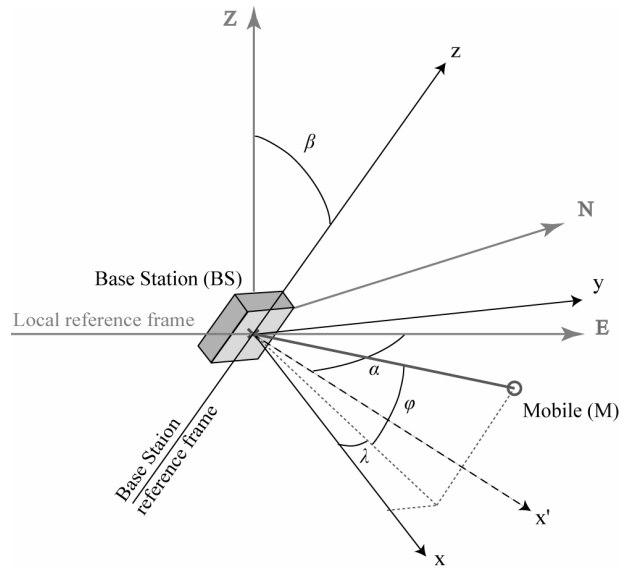 Z
z
β
N
Base Station (BS)
y
Local reference frame
E
α
Mobile (M)
φ
λ
Base Staion
reference frame
x'
x